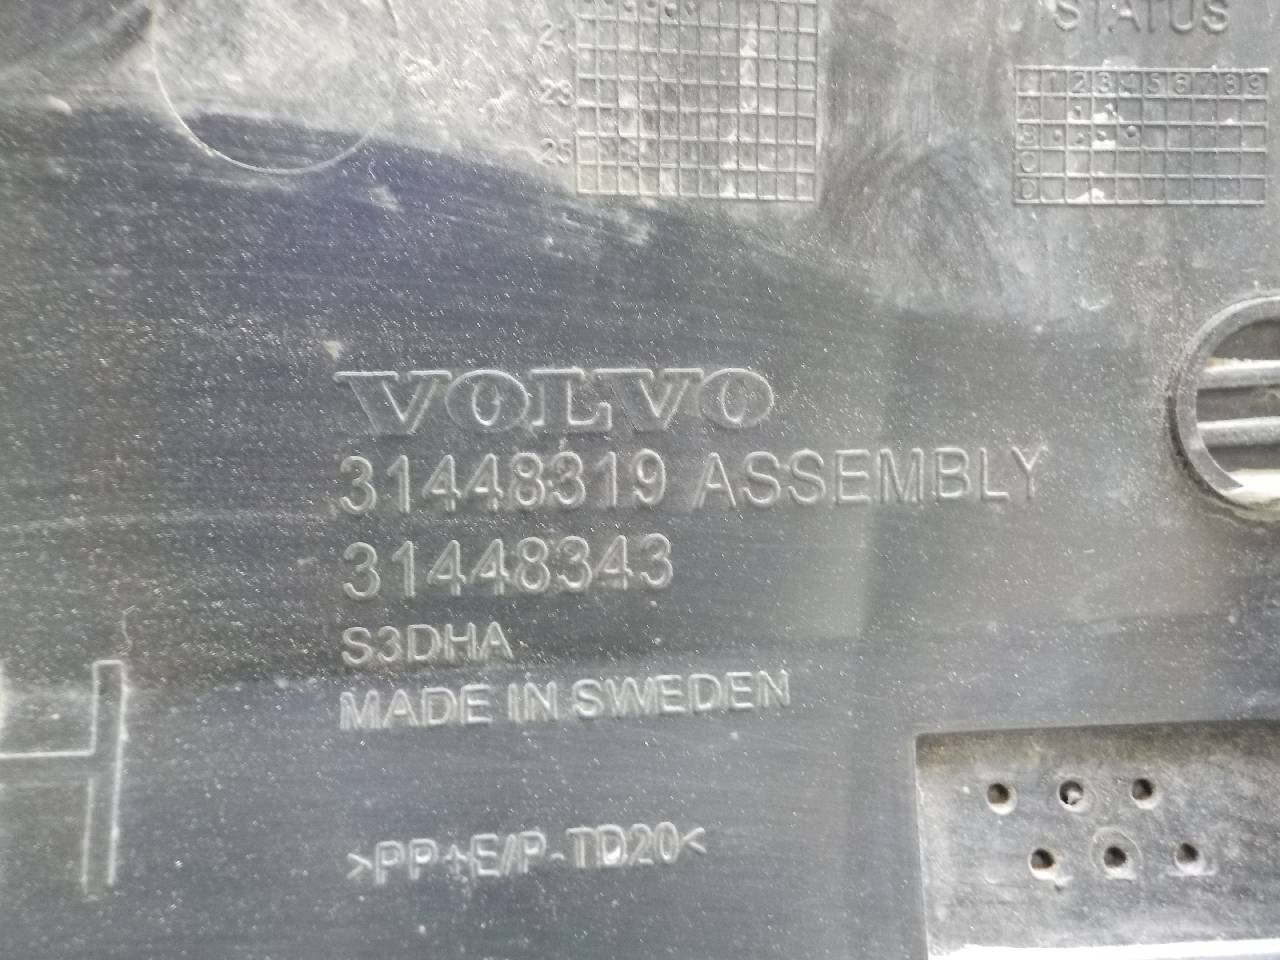 STATUS
21
23
25
1 2 3 4 5 6 7 8 9
A
B
C
D
VOLVO
31448319 ASSEMBLY
31448343
S3DHA
MADE IN SWEDEN
>PP+E/P-TD20<
H